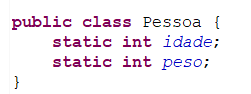 public class Pessoa {
    static int idade;
    static int peso;
}